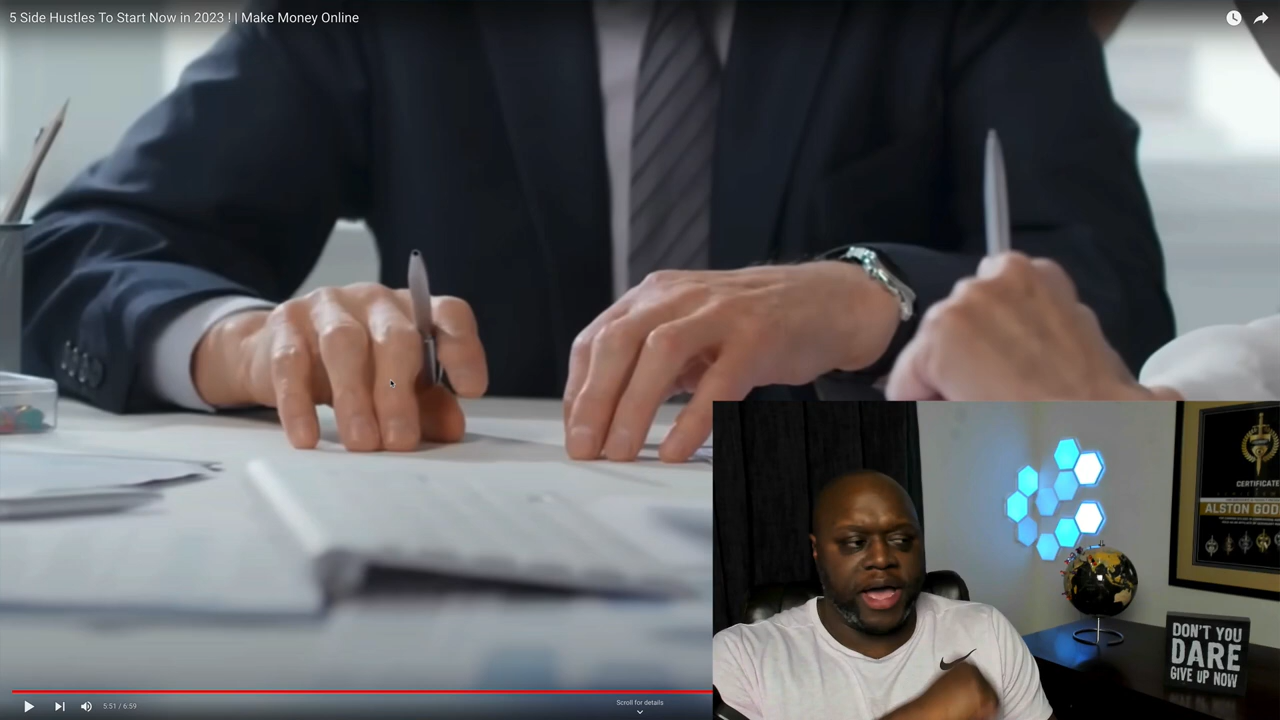 5 Side Hustles To Start Now in 2023 ! | Make Money Online
CERTIFICATE
ALSTON GOD
DON'T YOU
DARE
GIVE UP NOW
5:51 / 6:59
Scroll for details